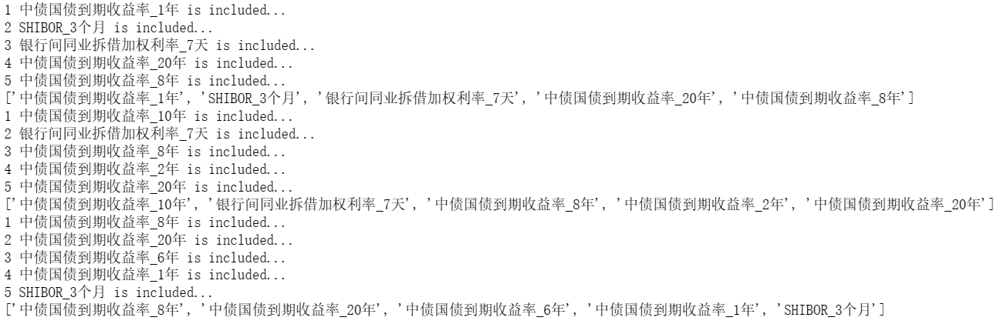 1 中债国债到期收益率_1年 is included...
2 SHIBOR_3个月 is included...
3 银行间同业拆借加权利率_7天 is included...
4 中债国债到期收益率_20年 is included...
5 中债国债到期收益率_8年 is included...
['中债国债到期收益率_1年', 'SHIBOR_3个月', '银行间同业拆借加权利率_7天', '中债国债到期收益率_20年', '中债国债到期收益率_8年']
1 中债国债到期收益率_10年 is included...
2 银行间同业拆借加权利率_7天 is included...
3 中债国债到期收益率_8年 is included...
4 中债国债到期收益率_2年 is included...
5 中债国债到期收益率_20年 is included...
['中债国债到期收益率_10年', '银行间同业拆借加权利率_7天', '中债国债到期收益率_8年', '中债国债到期收益率_2年', '中债国债到期收益率_20年']
1 中债国债到期收益率_8年 is included...
2 中债国债到期收益率_20年 is included...
3 中债国债到期收益率_6年 is included...
4 中债国债到期收益率_1年 is included...
5 SHIBOR_3个月 is included...
['中债国债到期收益率_8年', '中债国债到期收益率_20年', '中债国债到期收益率_6年', '中债国债到期收益率_1年', 'SHIBOR_3个月']